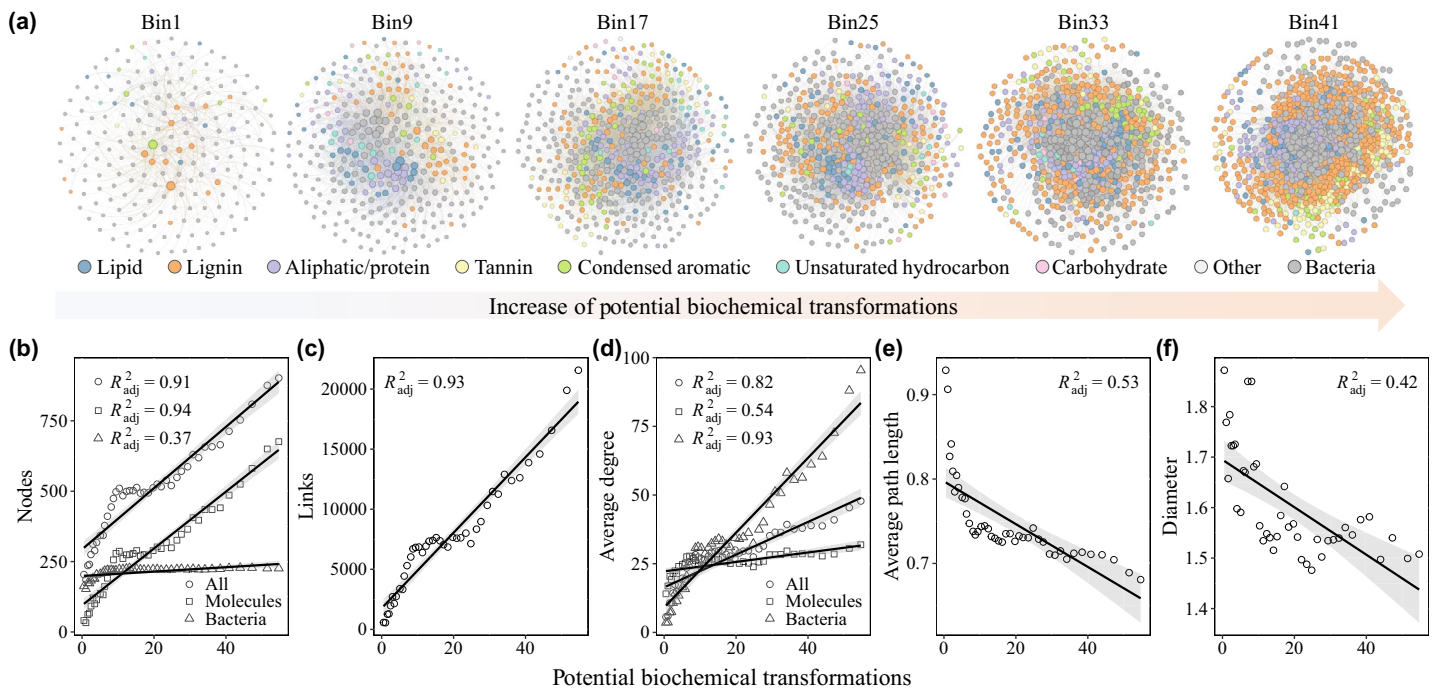 (a)
Bin1 Bin9 Bin17 Bin25 Bin33 Bin41
Lipid Lignin Aliphatic/protein Tannin Condensed aromatic Unsaturated hydrocarbon Carbohydrate Other Bacteria
Increase of potential biochemical transformations
(b)
Nodes
750
500
250
0
0 20 40
R²adj = 0.91
R²adj = 0.94
R²adj = 0.37
All
Molecules
Bacteria
(c)
Links
20000
15000
10000
5000
0
0 20 40
R²adj = 0.93
(d)
Average degree
100
75
50
25
0
0 20 40
R²adj = 0.82
R²adj = 0.54
R²adj = 0.93
All
Molecules
Bacteria
(e)
Average path length
0.9
0.8
0.7
0 20 40
R²adj = 0.53
(f)
Diameter
1.8
1.7
1.6
1.5
1.4
0 20 40
R²adj = 0.42
Potential biochemical transformations